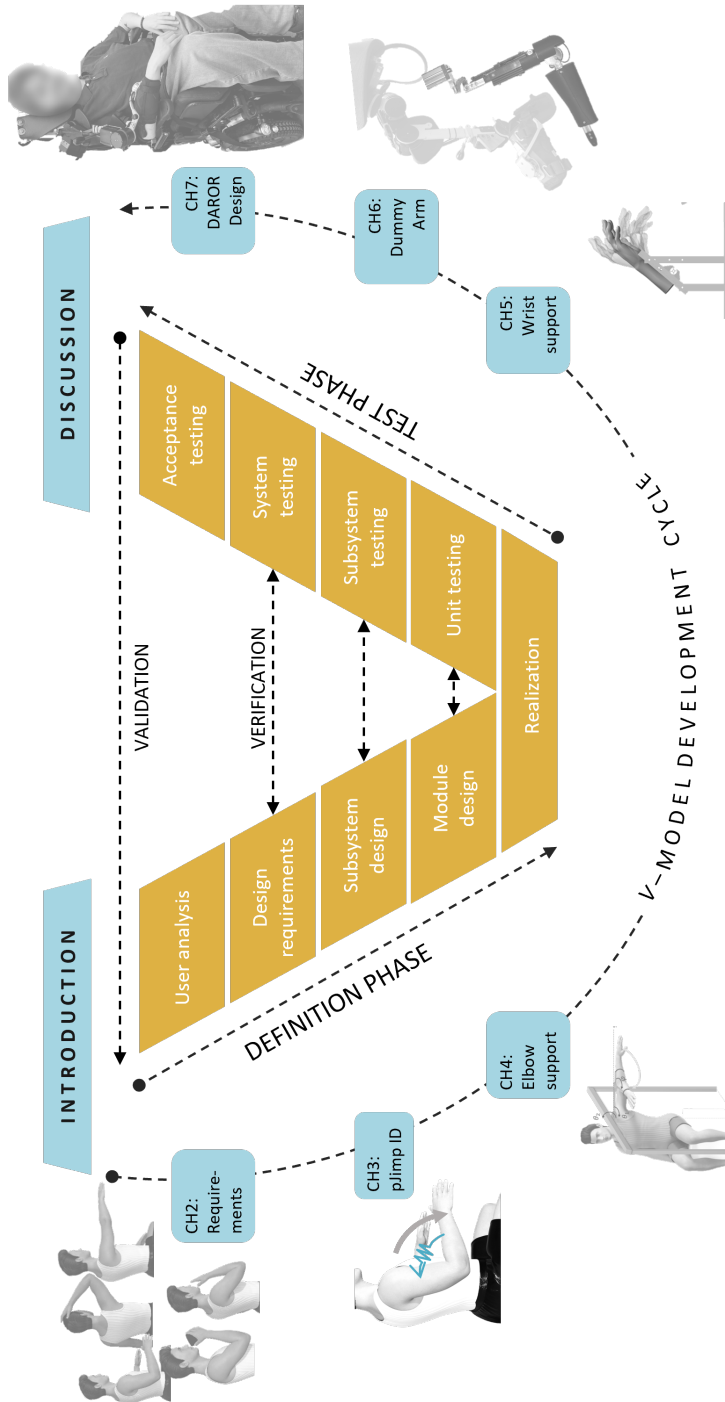 INTRODUCTION
DISCUSSION
VALIDATION
VERIFICATION
User analysis
Design
requirements
Subsystem
design
Module
design
Realization
Unit testing
Subsystem
testing
System
testing
Acceptance
testing
DEFINITION PHASE
TEST PHASE
CH2:
Require-
ments
CH3:
pJimp ID
CH4:
Elbow
support
CH5:
Wrist
support
CH6:
Dummy
Arm
CH7:
DAROR
Design
V–MODEL DEVELOPMENT CYCLE